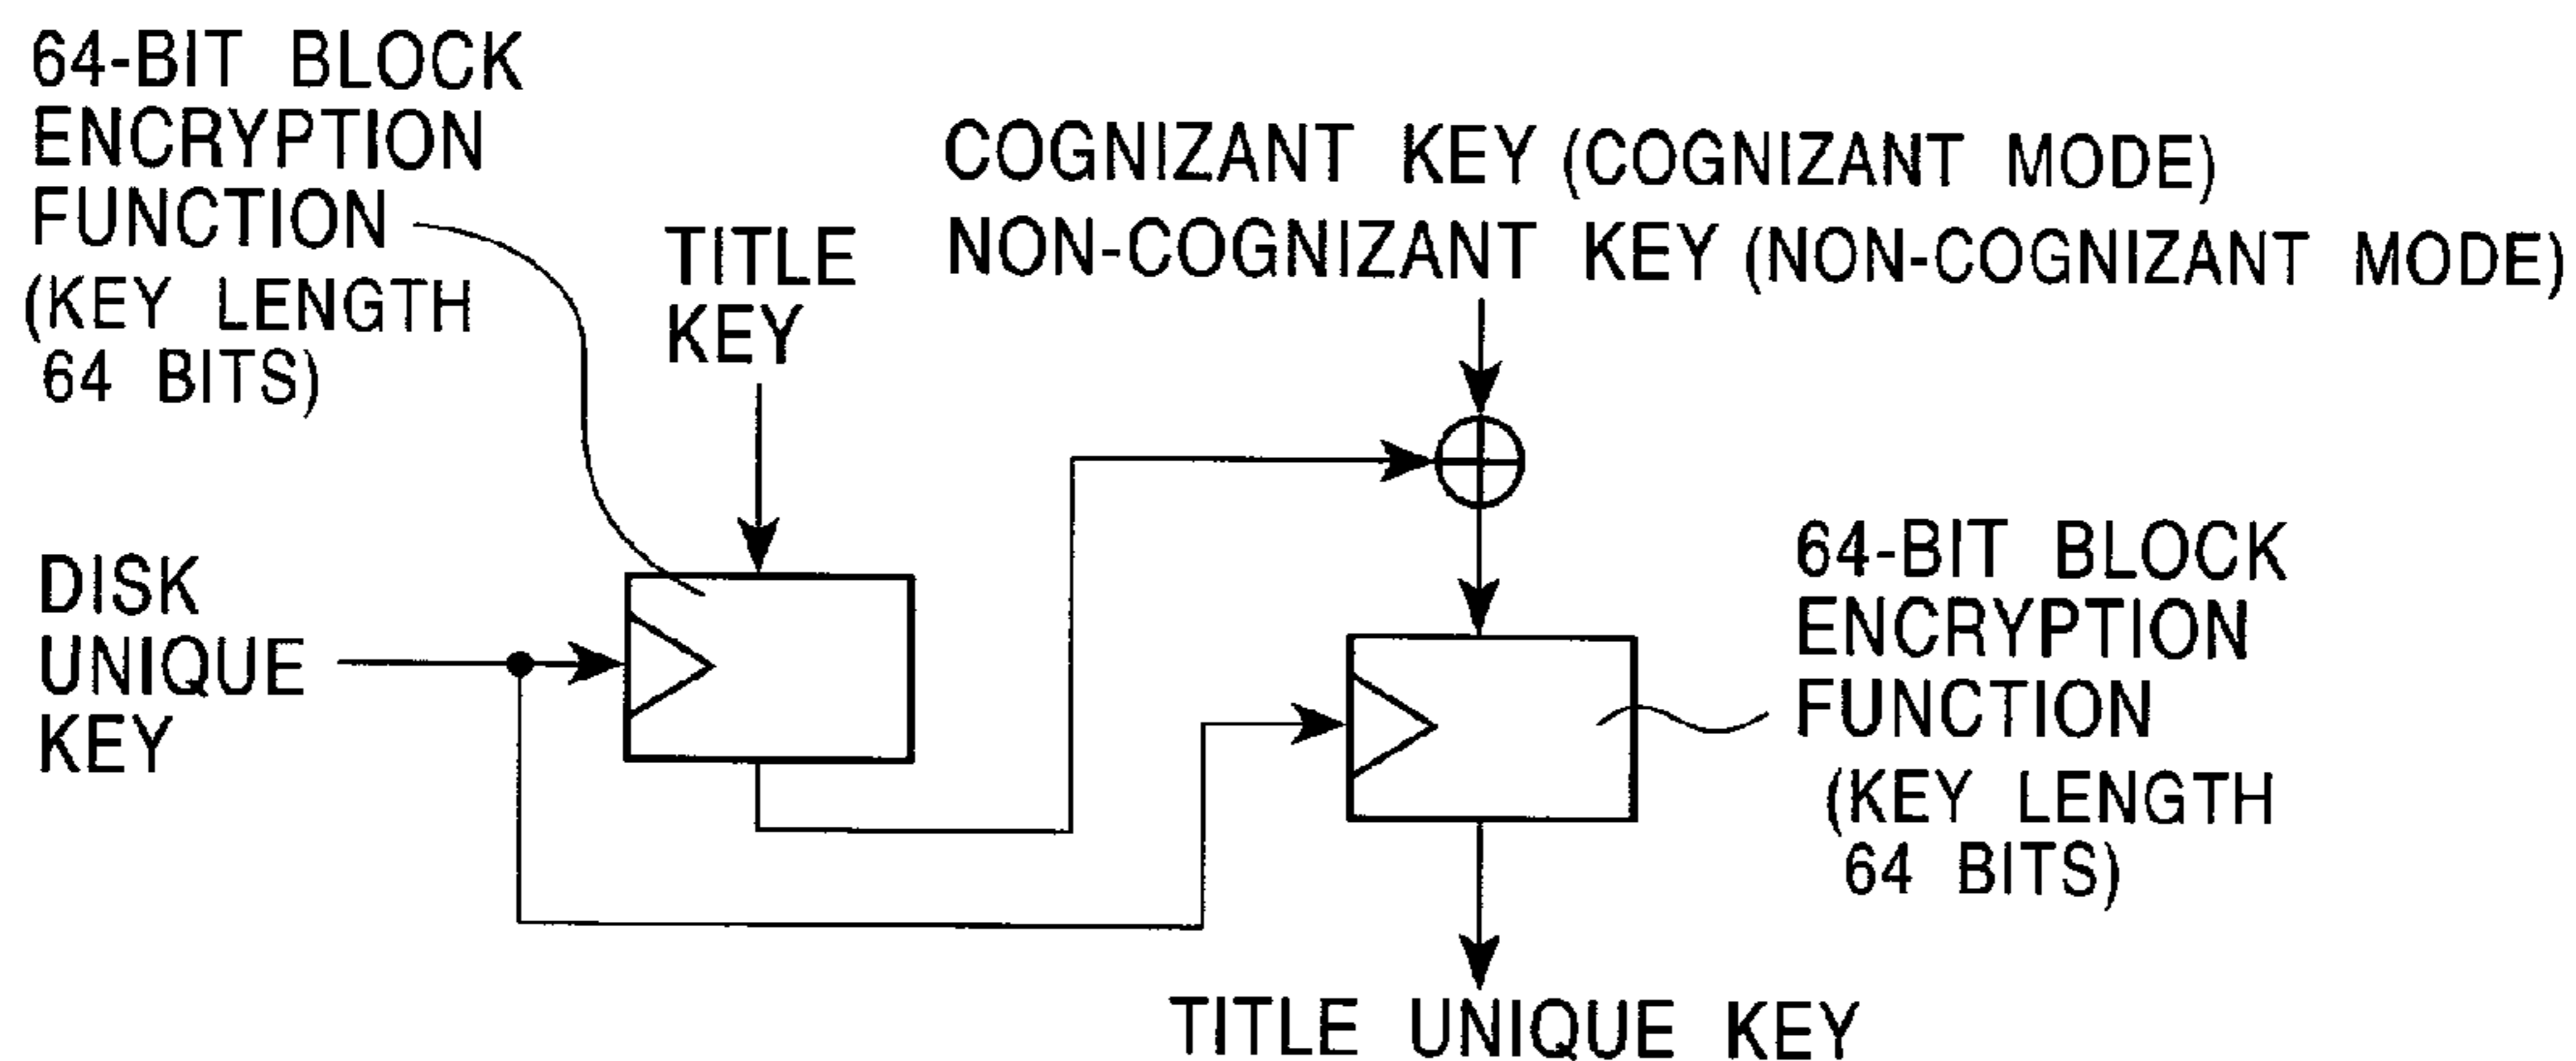 64-BIT BLOCK
ENCRYPTION
FUNCTION
(KEY LENGTH
64 BITS)
TITLE
KEY
COGNIZANT KEY (COGNIZANT MODE)
NON-COGNIZANT KEY (NON-COGNIZANT MODE)
DISK
UNIQUE
KEY
64-BIT BLOCK
ENCRYPTION
FUNCTION
(KEY LENGTH
64 BITS)
TITLE UNIQUE KEY